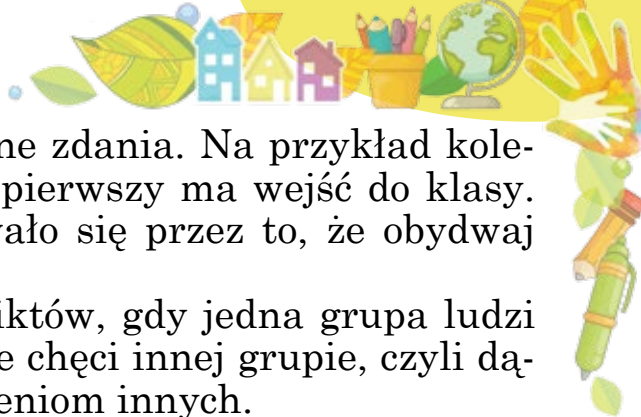 ne zdania. Na przykład kole-
pierwszy ma wejść do klasy.
wało się przez to, że obydwaj
iktów, gdy jedna grupa ludzi
e chęci innej grupie, czyli dą-
eniom innych.